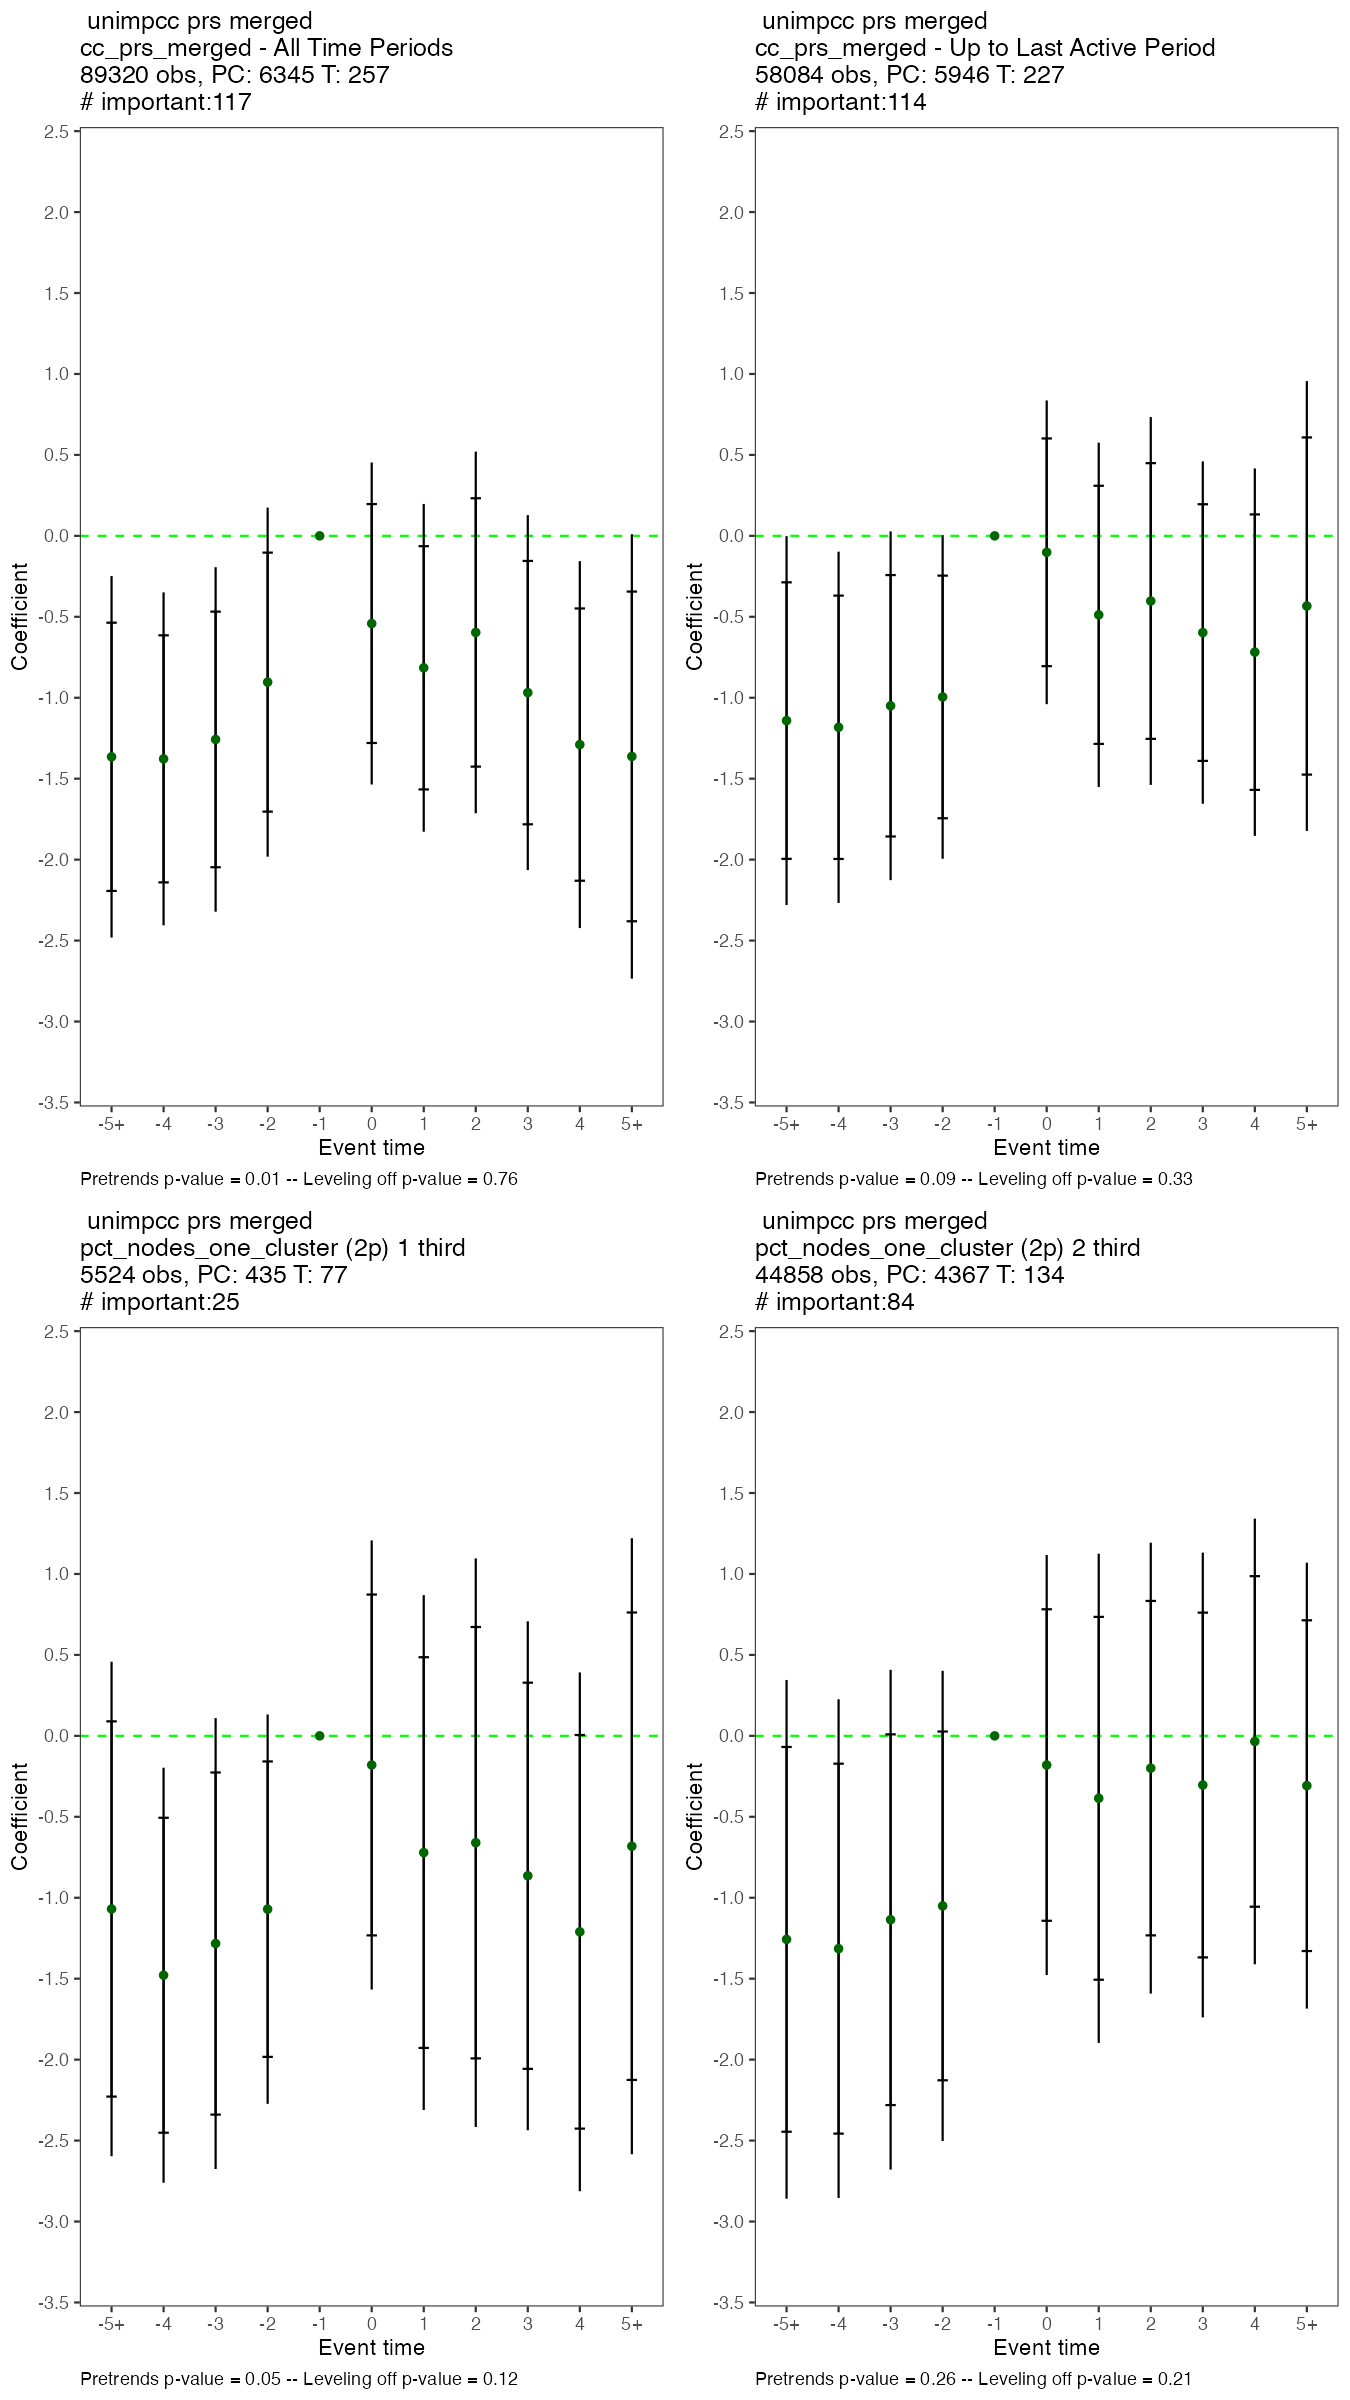 unimpcc prs merged
cc_prs_merged - All Time Periods
89320 obs, PC: 6345 T: 257
# important:117
2.5
2.0
1.5
1.0
0.5
0.0
-0.5
-1.0
-1.5
-2.0
-2.5
-3.0
-3.5
Coefficient
-5+ -4 -3 -2 -1 0 1 2 3 4 5+
Event time
Pretrends p-value = 0.01 -- Leveling off p-value = 0.76
unimpcc prs merged
cc_prs_merged - Up to Last Active Period
58084 obs, PC: 5946 T: 227
# important:114
2.5
2.0
1.5
1.0
0.5
0.0
-0.5
-1.0
-1.5
-2.0
-2.5
-3.0
-3.5
Coefficient
-5+ -4 -3 -2 -1 0 1 2 3 4 5+
Event time
Pretrends p-value = 0.09 -- Leveling off p-value = 0.33
unimpcc prs merged
pct_nodes_one_cluster (2p) 1 third
5524 obs, PC: 435 T: 77
# important:25
2.5
2.0
1.5
1.0
0.5
0.0
-0.5
-1.0
-1.5
-2.0
-2.5
-3.0
-3.5
Coefficient
-5+ -4 -3 -2 -1 0 1 2 3 4 5+
Event time
Pretrends p-value = 0.05 -- Leveling off p-value = 0.12
unimpcc prs merged
pct_nodes_one_cluster (2p) 2 third
44858 obs, PC: 4367 T: 134
# important:84
2.5
2.0
1.5
1.0
0.5
0.0
-0.5
-1.0
-1.5
-2.0
-2.5
-3.0
-3.5
Coefficient
-5+ -4 -3 -2 -1 0 1 2 3 4 5+
Event time
Pretrends p-value = 0.26 -- Leveling off p-value = 0.21